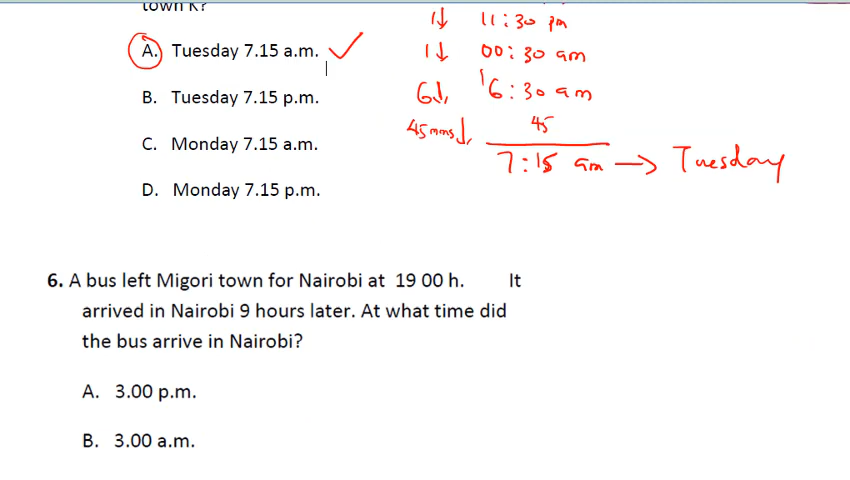 town K?
A. Tuesday 7.15 a.m.
B. Tuesday 7.15 p.m.
C. Monday 7.15 a.m.
D. Monday 7.15 p.m.
1↓ 11:30 pm
1↓ 00:30 am
6↓ 6:30 am
45mns↓ 45
7:15 am → Tuesday
6. A bus left Migori town for Nairobi at 19 00 h. It
arrived in Nairobi 9 hours later. At what time did
the bus arrive in Nairobi?
A. 3.00 p.m.
B. 3.00 a.m.